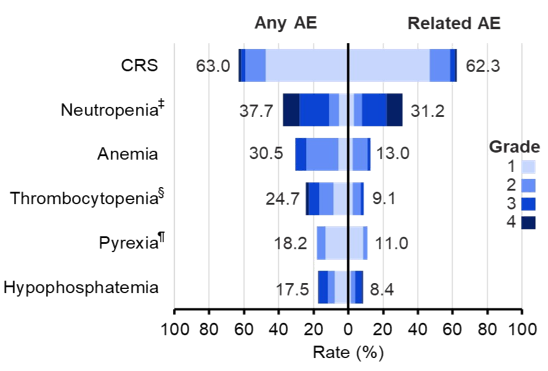 Any AE Related AE
CRS 63.0 62.3
Neutropenia‡ 37.7 31.2
Anemia 30.5 13.0
Thrombocytopenia§ 24.7 9.1
Pyrexia¶ 18.2 11.0
Hypophosphatemia 17.5 8.4
Grade
1
2
3
4
100 80 60 40 20 0 20 40 60 80 100
Rate (%)